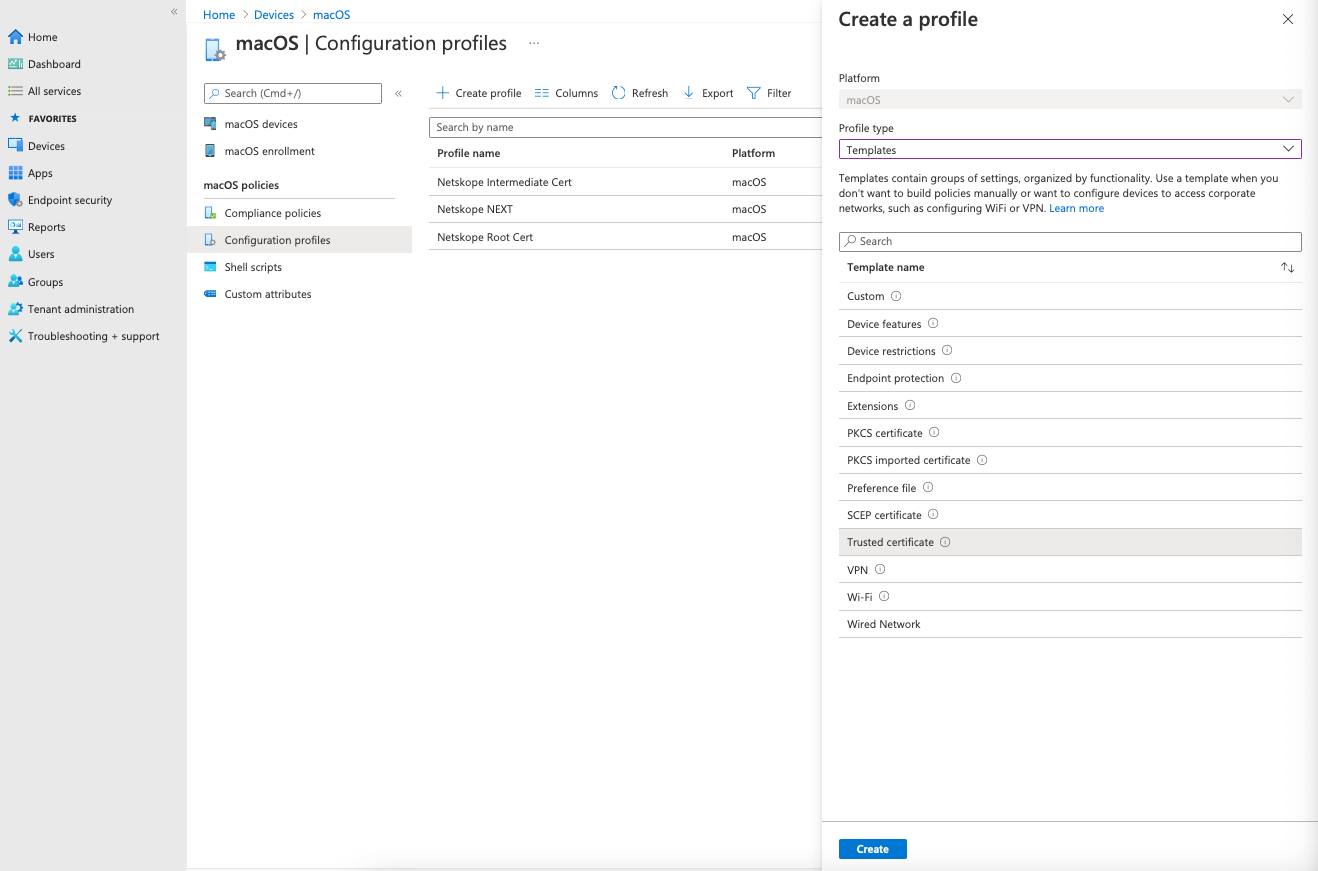 Home
Dashboard
All services
FAVORITES
Devices
Apps
Endpoint security
Reports
Users
Groups
Tenant administration
Troubleshooting + support
Home > Devices > macOS
macOS | Configuration profiles ...
Search (Cmd+/)
macOS devices
macOS enrollment
macOS policies
Compliance policies
Configuration profiles
Shell scripts
Custom attributes
Create profile Columns Refresh Export Filter
Search by name
Profile name Platform
Netskope Intermediate Cert macOS
Netskope NEXT macOS
Netskope Root Cert macOS
Create a profile
Platform
macOS
Profile type
Templates
Templates contain groups of settings, organized by functionality. Use a template when you
don't want to build policies manually or want to configure devices to access corporate
networks, such as configuring WiFi or VPN. Learn more
Search
Template name
Custom
Device features
Device restrictions
Endpoint protection
Extensions
PKCS certificate
PKCS imported certificate
Preference file
SCEP certificate
Trusted certificate
VPN
Wi-Fi
Wired Network
Create